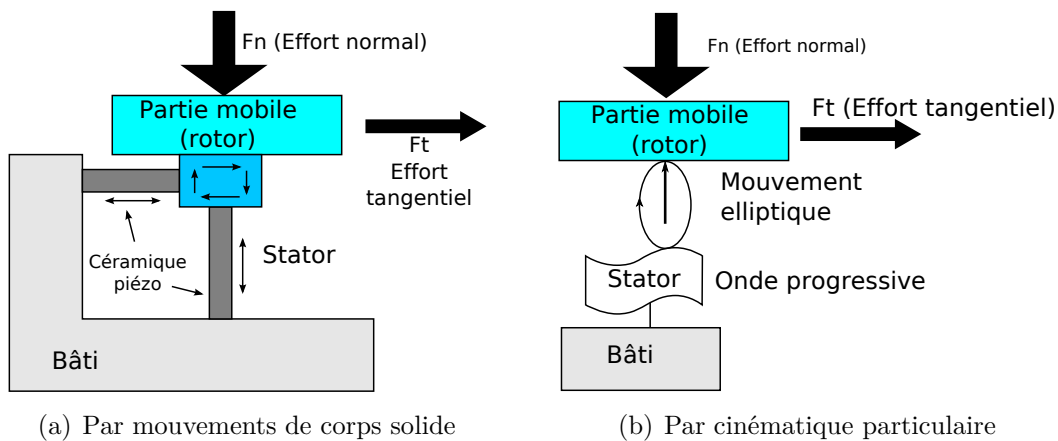 Fn (Effort normal)
Partie mobile
(rotor)
Ft
Effort
tangentiel
Céramique
piézo
Stator
Bâti
(a) Par mouvements de corps solide
Fn (Effort normal)
Partie mobile
(rotor)
Ft (Effort tangentiel)
Mouvement
elliptique
Stator
Onde progressive
Bâti
(b) Par cinématique particulaire